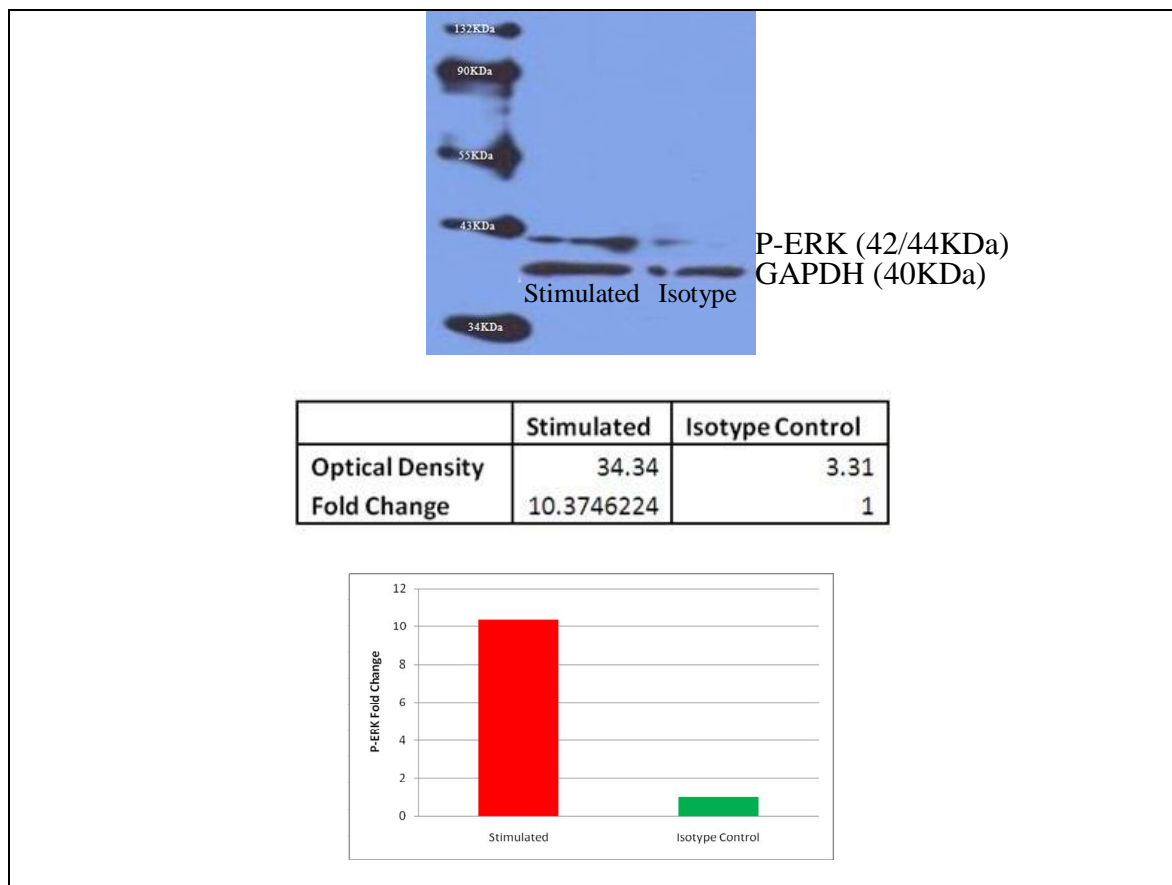 132KDa
90KDa
55KDa
43KDa
P-ERK (42/44KDa)
GAPDH (40KDa)
Stimulated Isotype
34KDa
Stimulated Isotype Control
Optical Density 34.34 3.31
Fold Change 10.3746224 1
P-ERK Fold Change
12
10
8
6
4
2
0
Stimulated Isotype Control